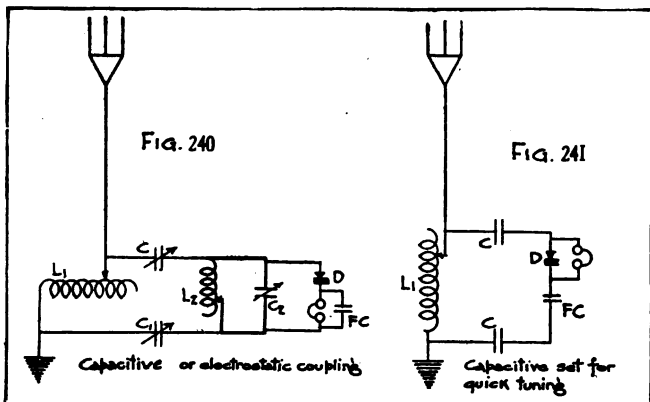 FIG. 240
FIG. 241
L1
C1
L2
C2
D
FC
C1
Capacitive or electrostatic coupling
L1
C
D
FC
C
Capacitive set for
quick tuning